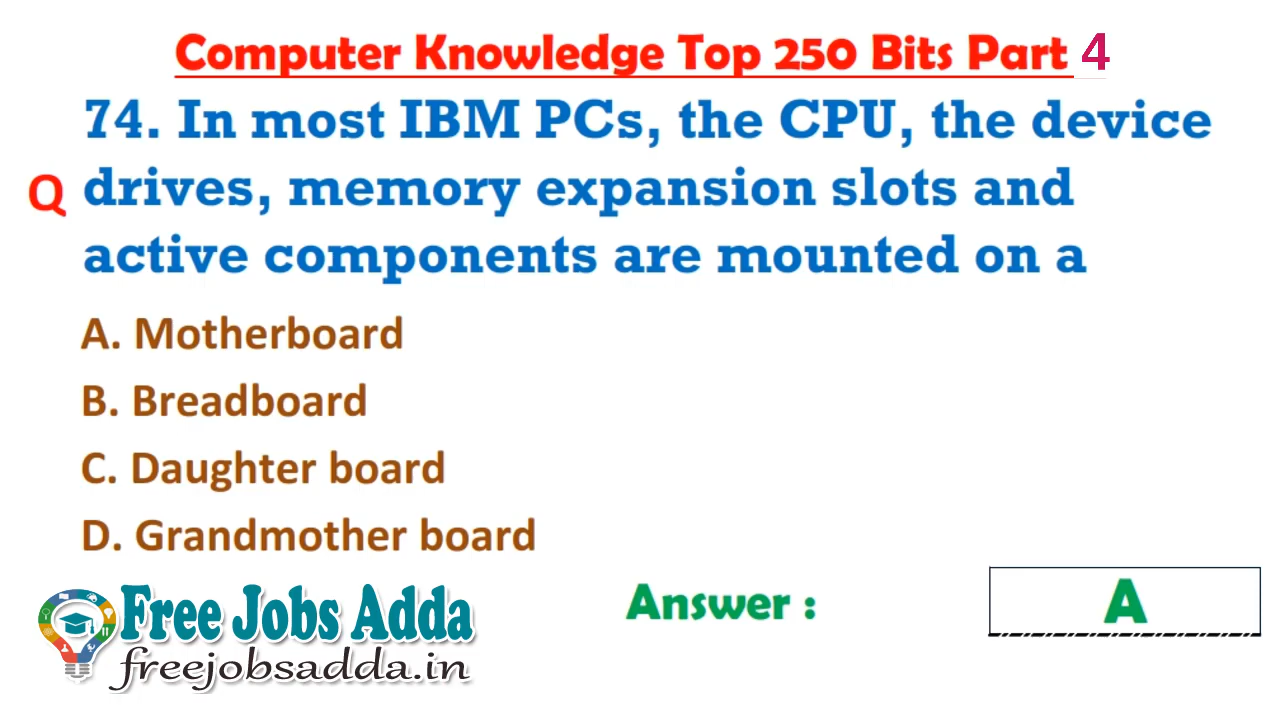 Computer Knowledge Top 250 Bits Part 4
74. In most IBM PCs, the CPU, the device
Q drives, memory expansion slots and
active components are mounted on a
A. Motherboard
B. Breadboard
C. Daughter board
D. Grandmother board
Free Jobs Adda
freejobsadda.in
Answer :
A